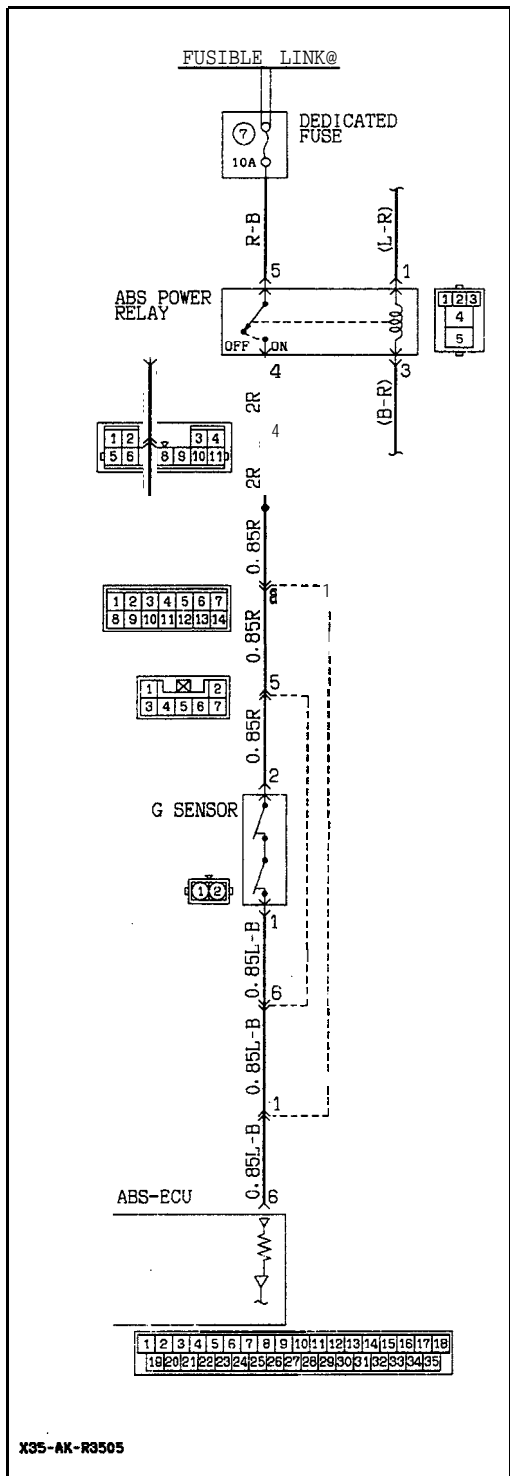 FUSIBLE LINK@
DEDICATED
FUSE
7
10A
R-B
(L-R)
5
1
ABS POWER
RELAY
OFF
ON
1 2 3
4
5
4
3
2R
(B-R)
4
1 2 3 4
5 6 8 9 10 11
2R
0.85R
1 2 3 4 5 6 7
8 9 10 11 12 13 14
0.85R
5
1 2
3 4 5 6 7
0.85R
2
G SENSOR
1 2
1
0.85L-B
6
0.85L-B
1
0.85L-B
ABS-ECU
6
1 2 3 4 5 6 7 8 9 10 11 12 13 14 15 16 17 18
19 20 21 22 23 24 25 26 27 28 29 30 31 32 33 34 35
X35-AK-R3505